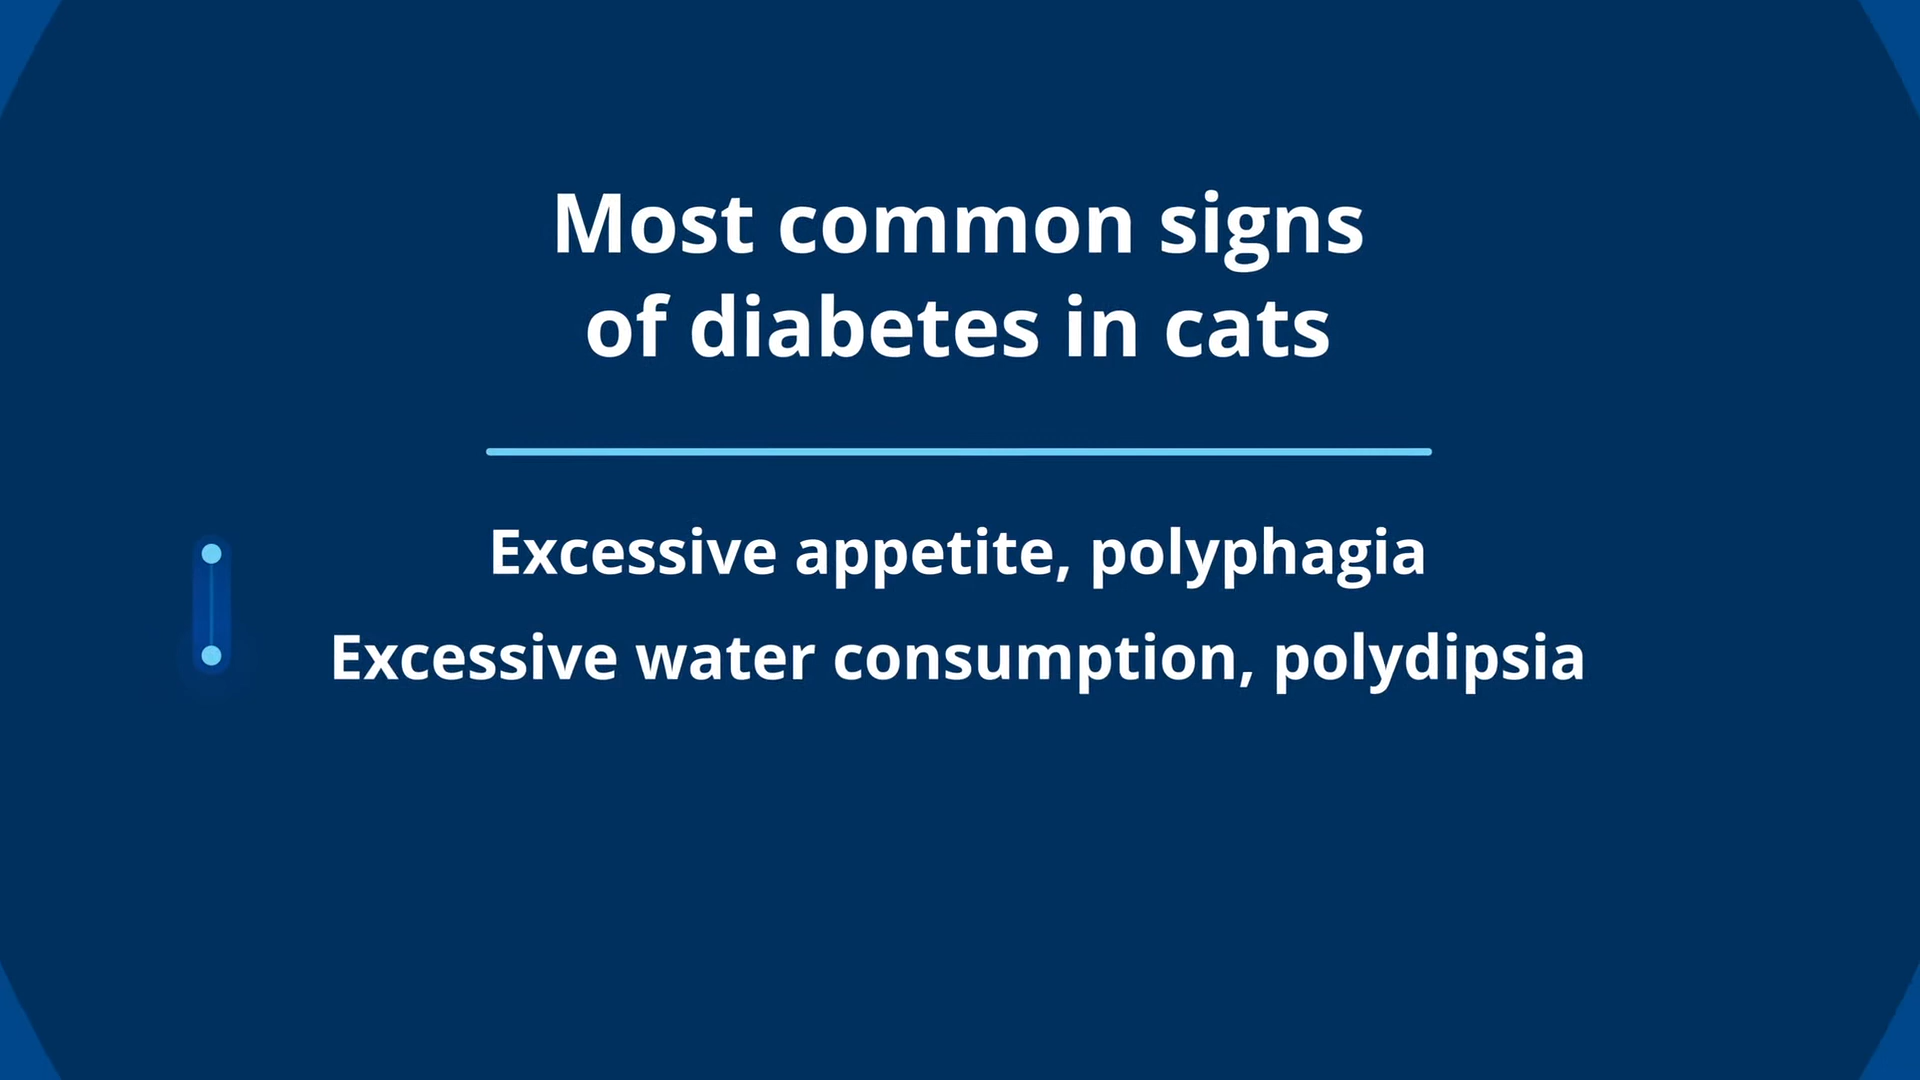 Most common signs
of diabetes in cats
Excessive appetite, polyphagia
Excessive water consumption, polydipsia